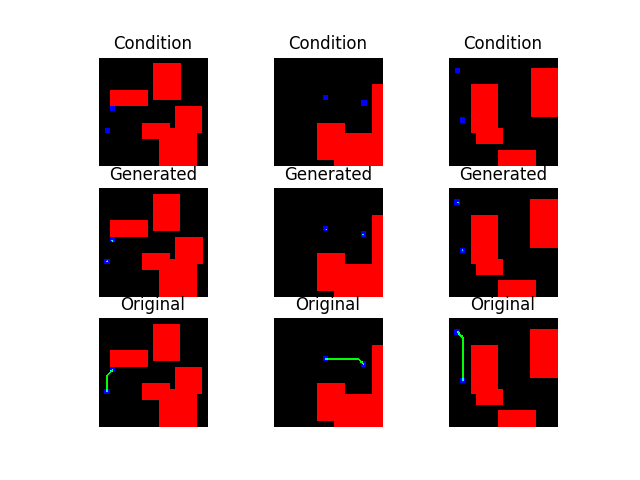 Condition Condition Condition
Generated Generated Generated
Original Original Original